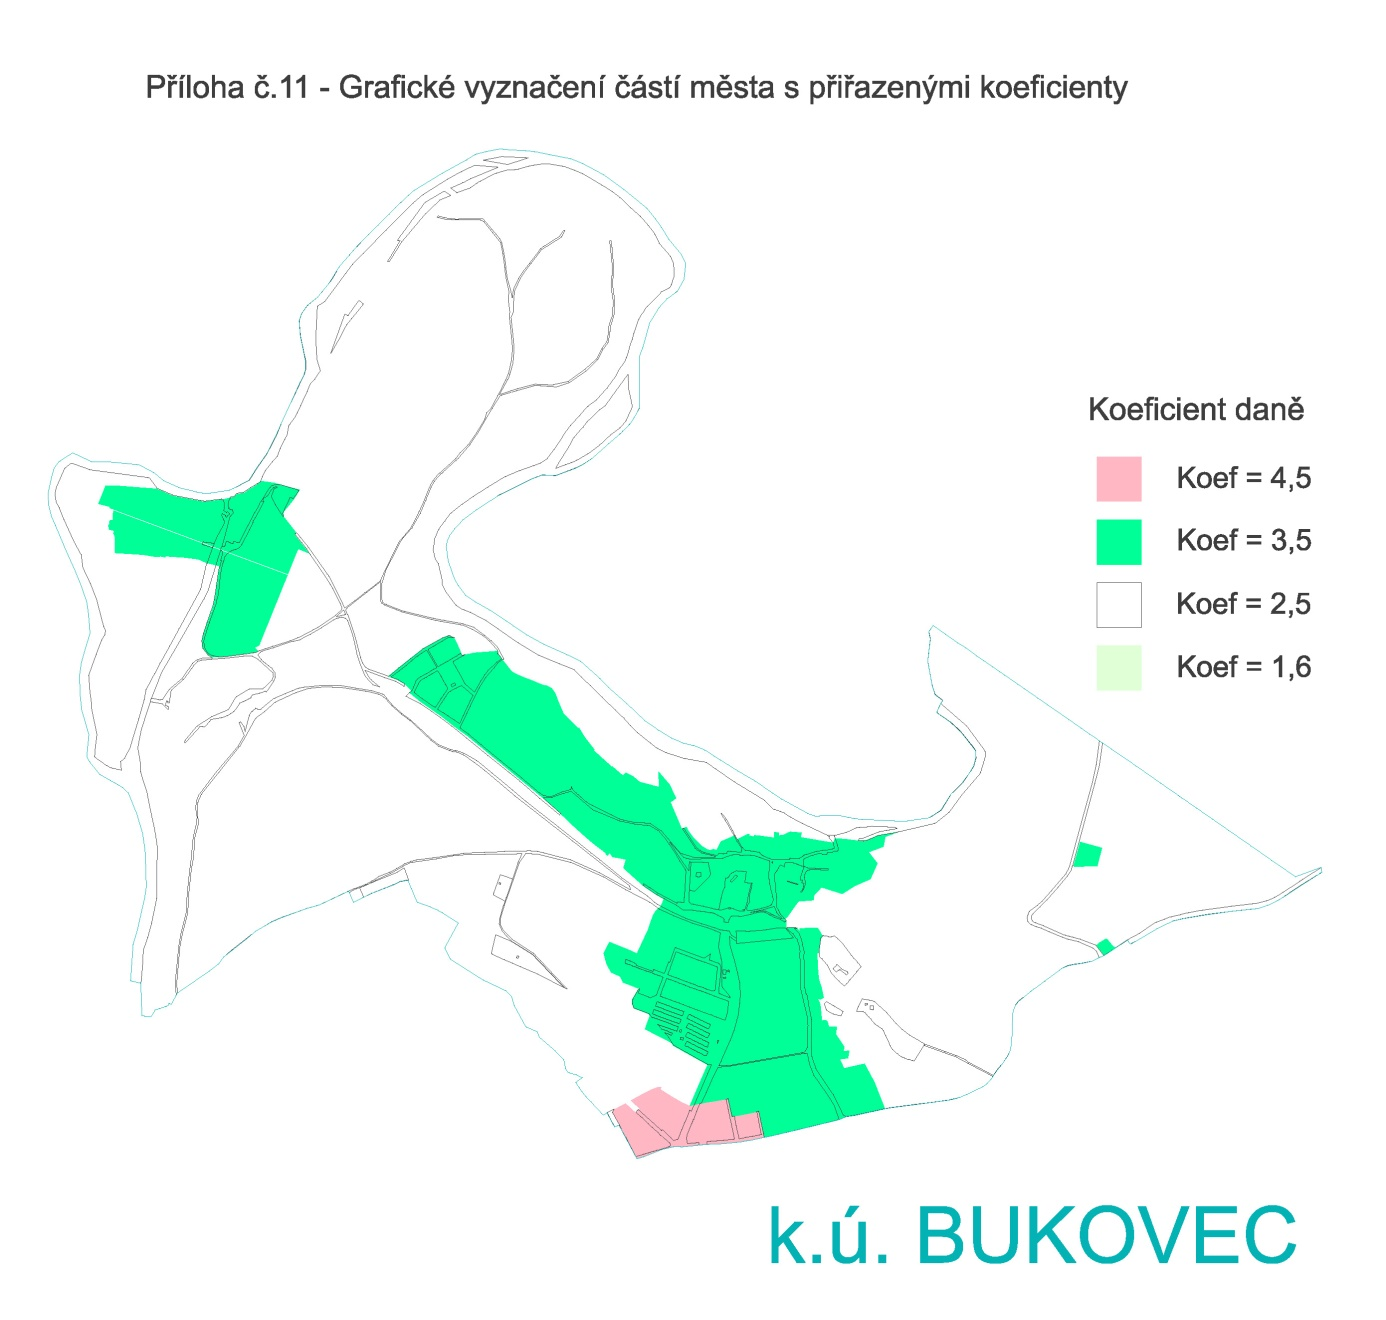 Příloha č.11 - Grafické vyznačení částí města s přiřazenými koeficienty
Koeficient daně
Koef = 4,5
Koef = 3,5
Koef = 2,5
Koef = 1,6
k.ú. BUKOVEC